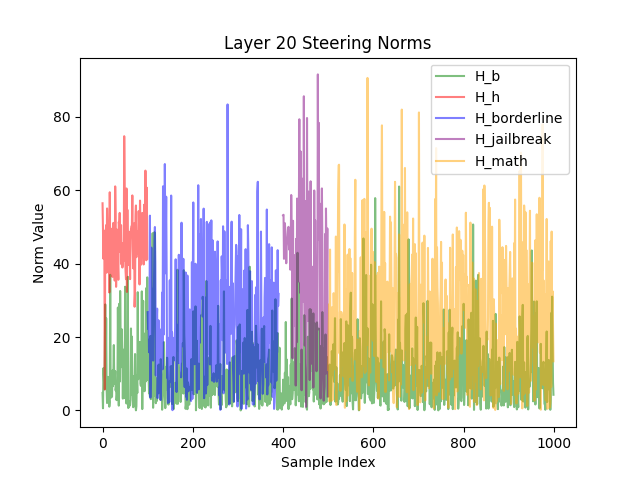 Layer 20 Steering Norms
H_b
H_h
H_borderline
H_jailbreak
H_math
Norm Value
80
60
40
20
0
0
200
400
600
800
1000
Sample Index